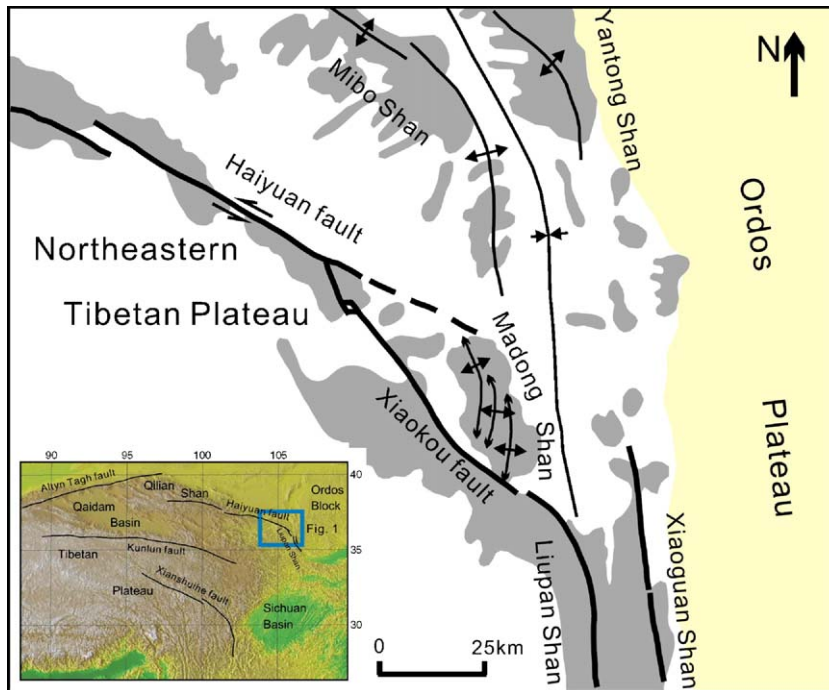 Mibo Shan
Yantong Shan
N
Haiyuan fault
Ordos
Plateau
Northeastern
Tibetan Plateau
Madong
Shan
Xiaokou fault
Liupan Shan
Xiaoguan Shan
90
95
100
105
40
35
30
Altyn Tagh fault
Qilian
Shan
Haiyuan fault
Ordos
Block
Fig. 1
Qaidam
Basin
Liupan Shan
Tibetan
Kunlun fault
Plateau
Xianshuihe fault
Sichuan
Basin
0
25km